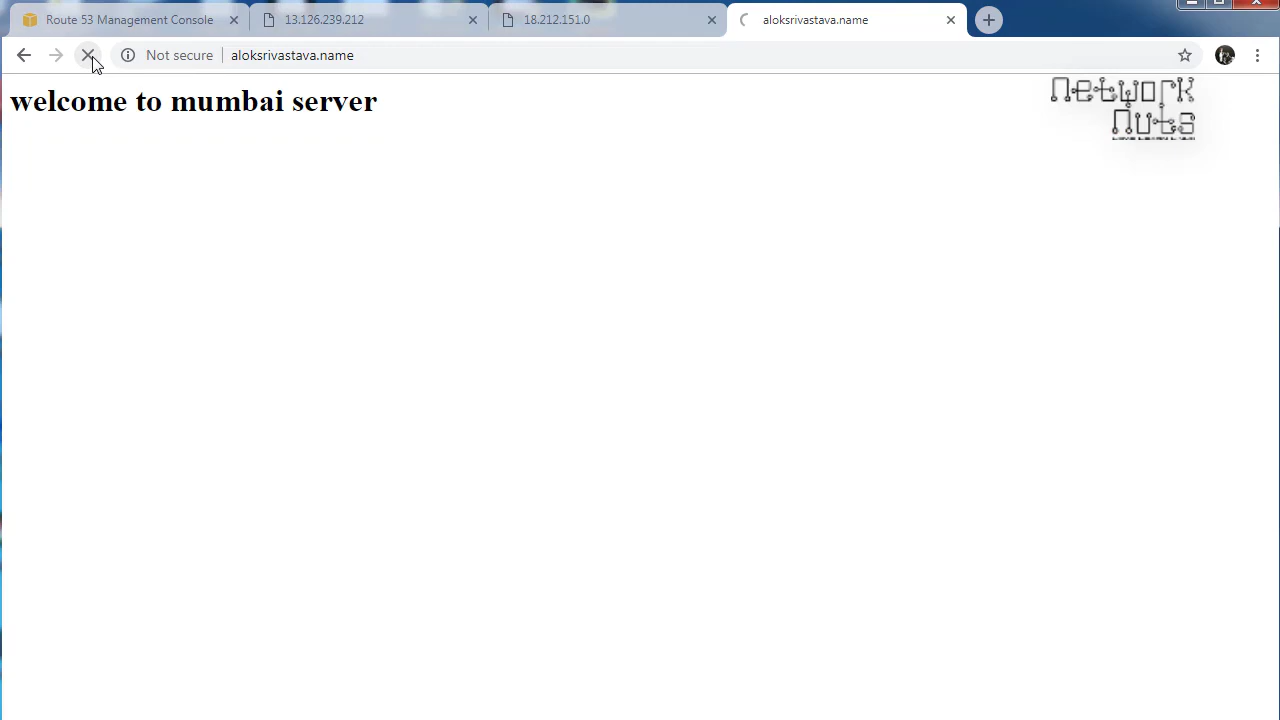 Route 53 Management Console
13.126.239.212
18.212.151.0
aloksrivastava.name
Not secure
aloksrivastava.name
welcome to mumbai server
network
nuts